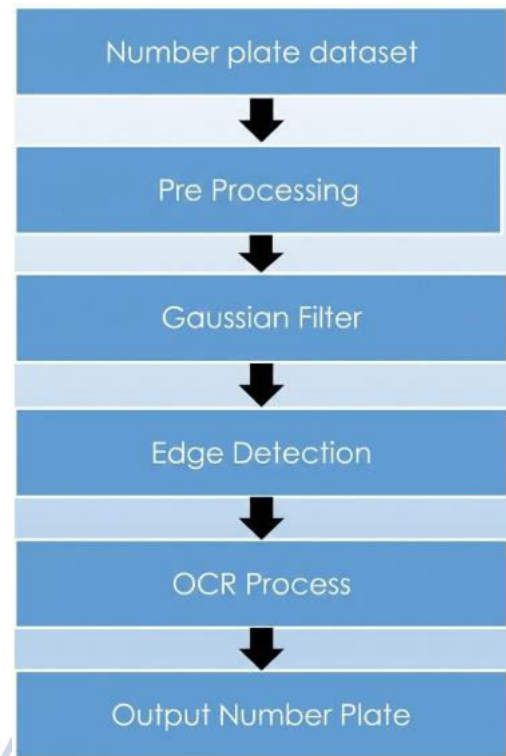 Number plate dataset
Pre Processing
Gaussian Filter
Edge Detection
OCR Process
Output Number Plate